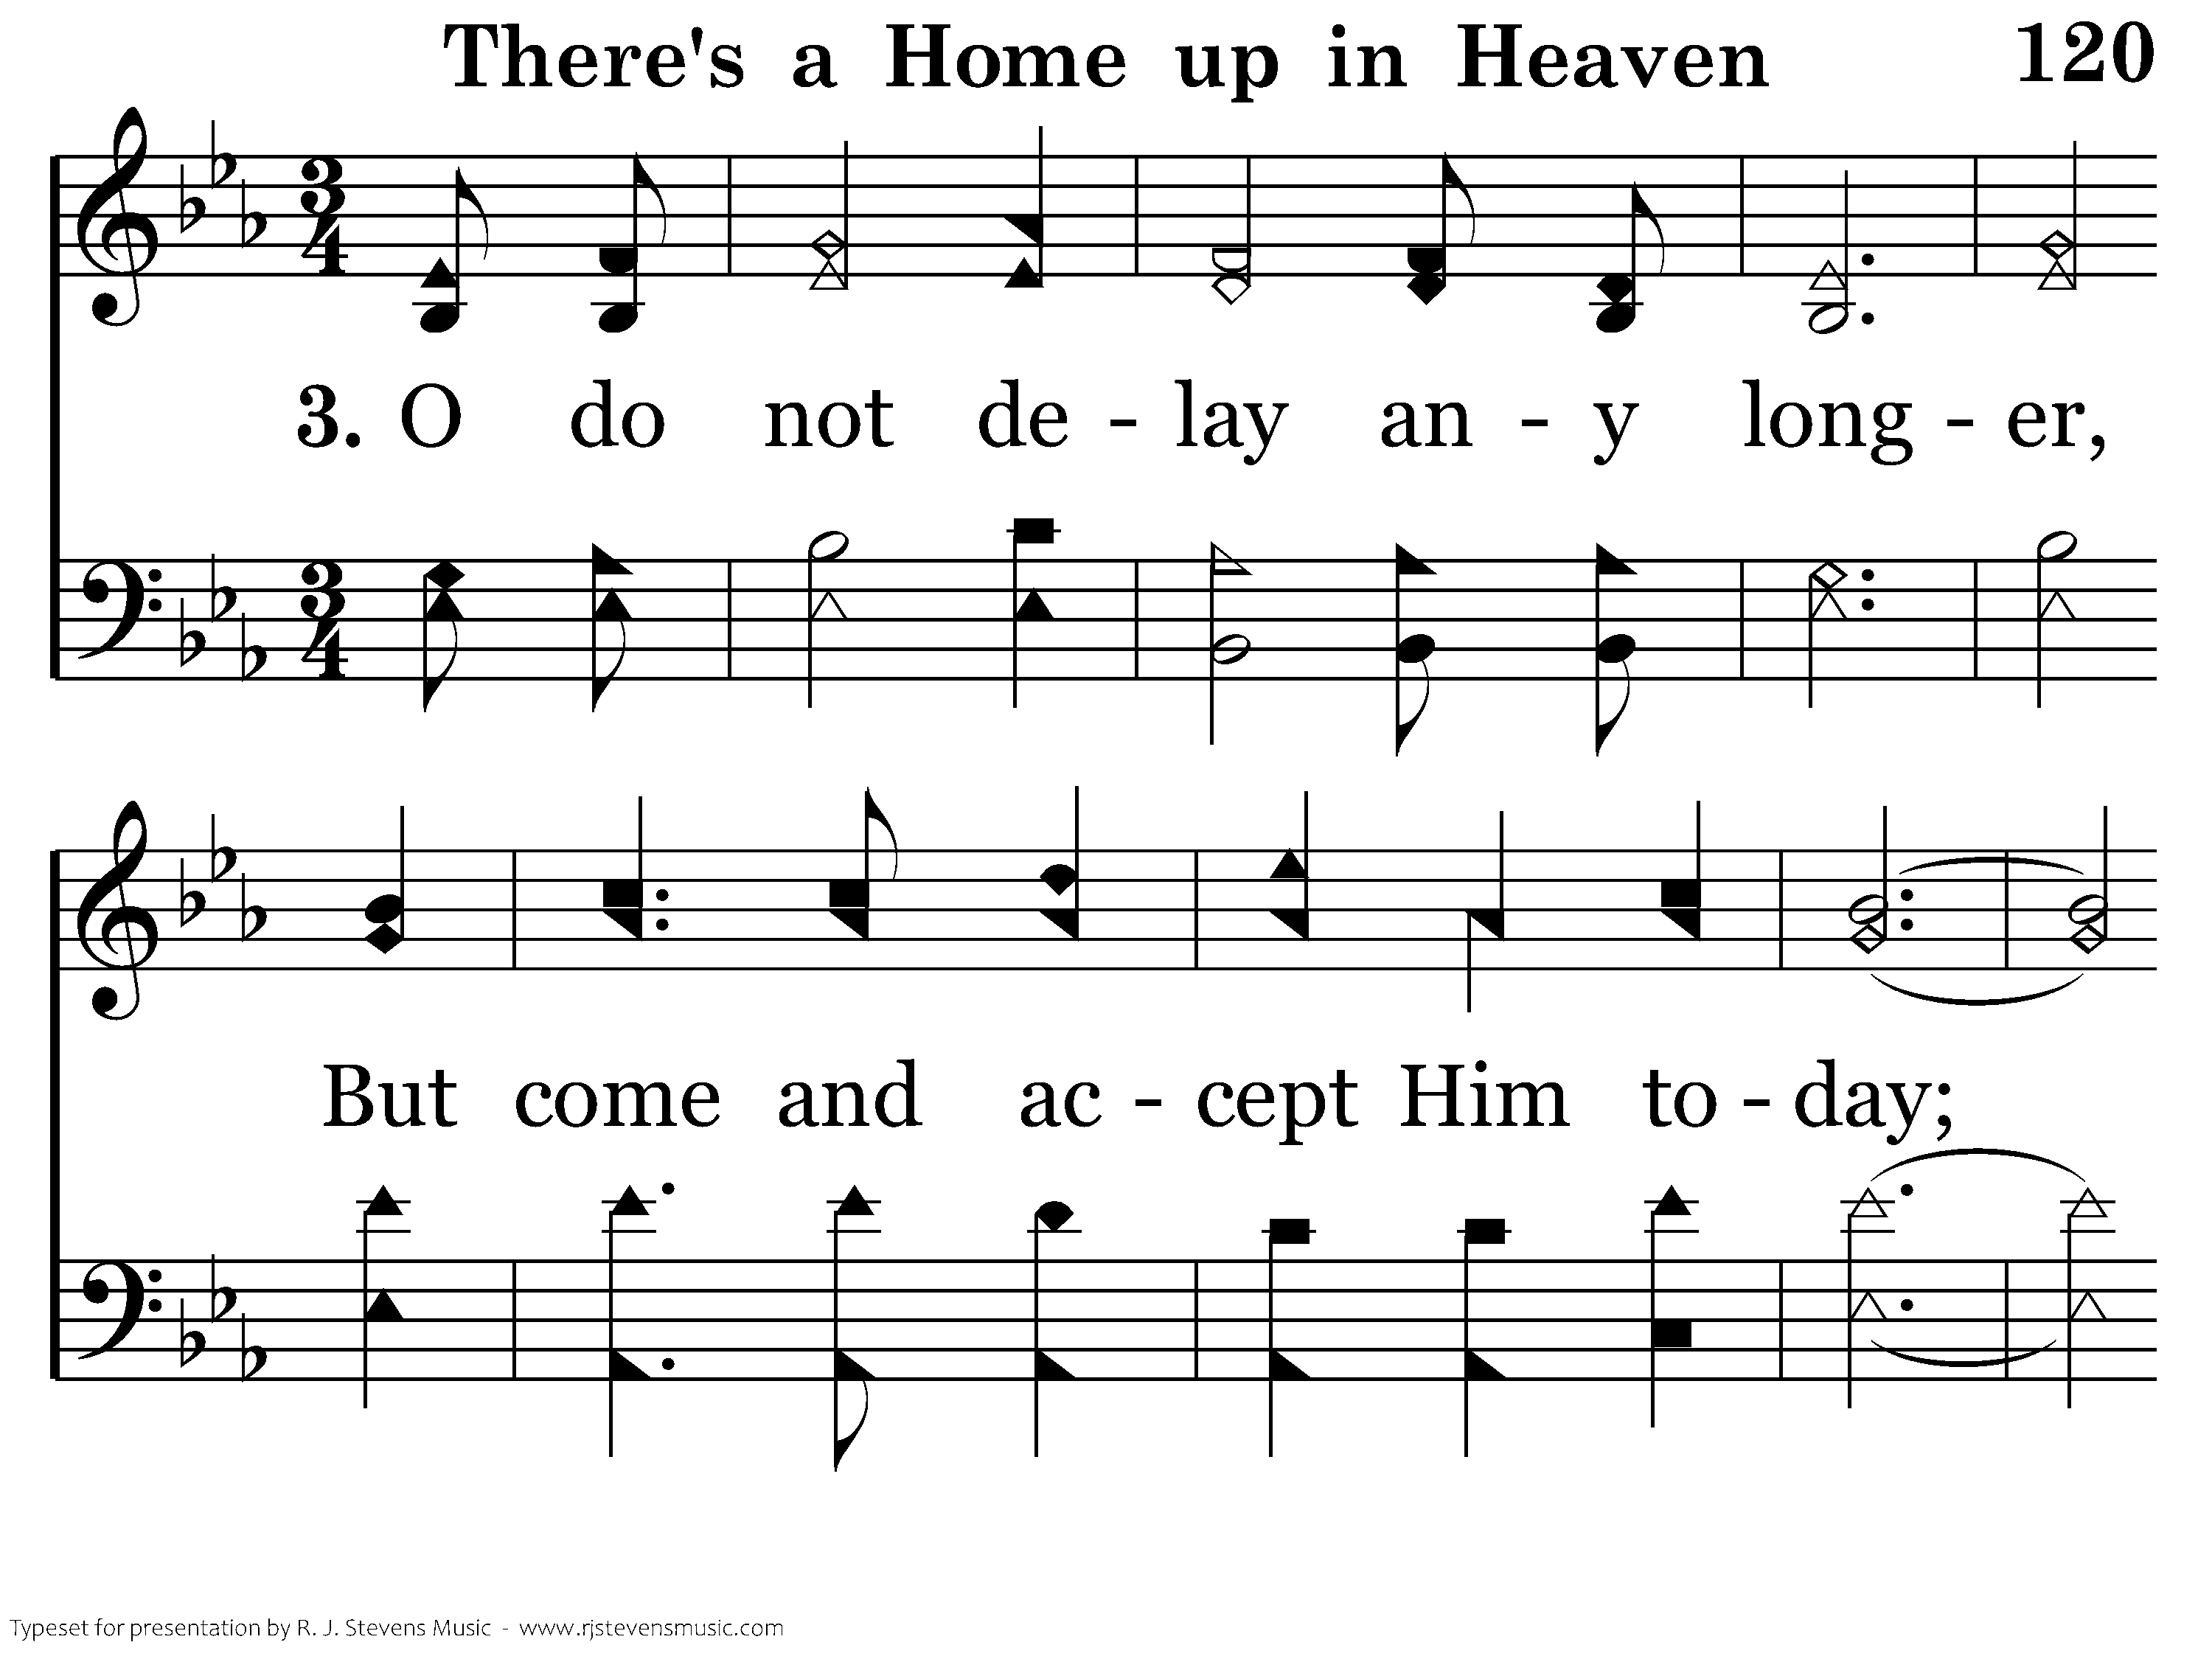 There's a Home up in Heaven 120
3. O do not de - lay an - y long - er,
But come and ac - cept Him to - day;
Typeset for presentation by R. J. Stevens Music - www.rjstevensmusic.com